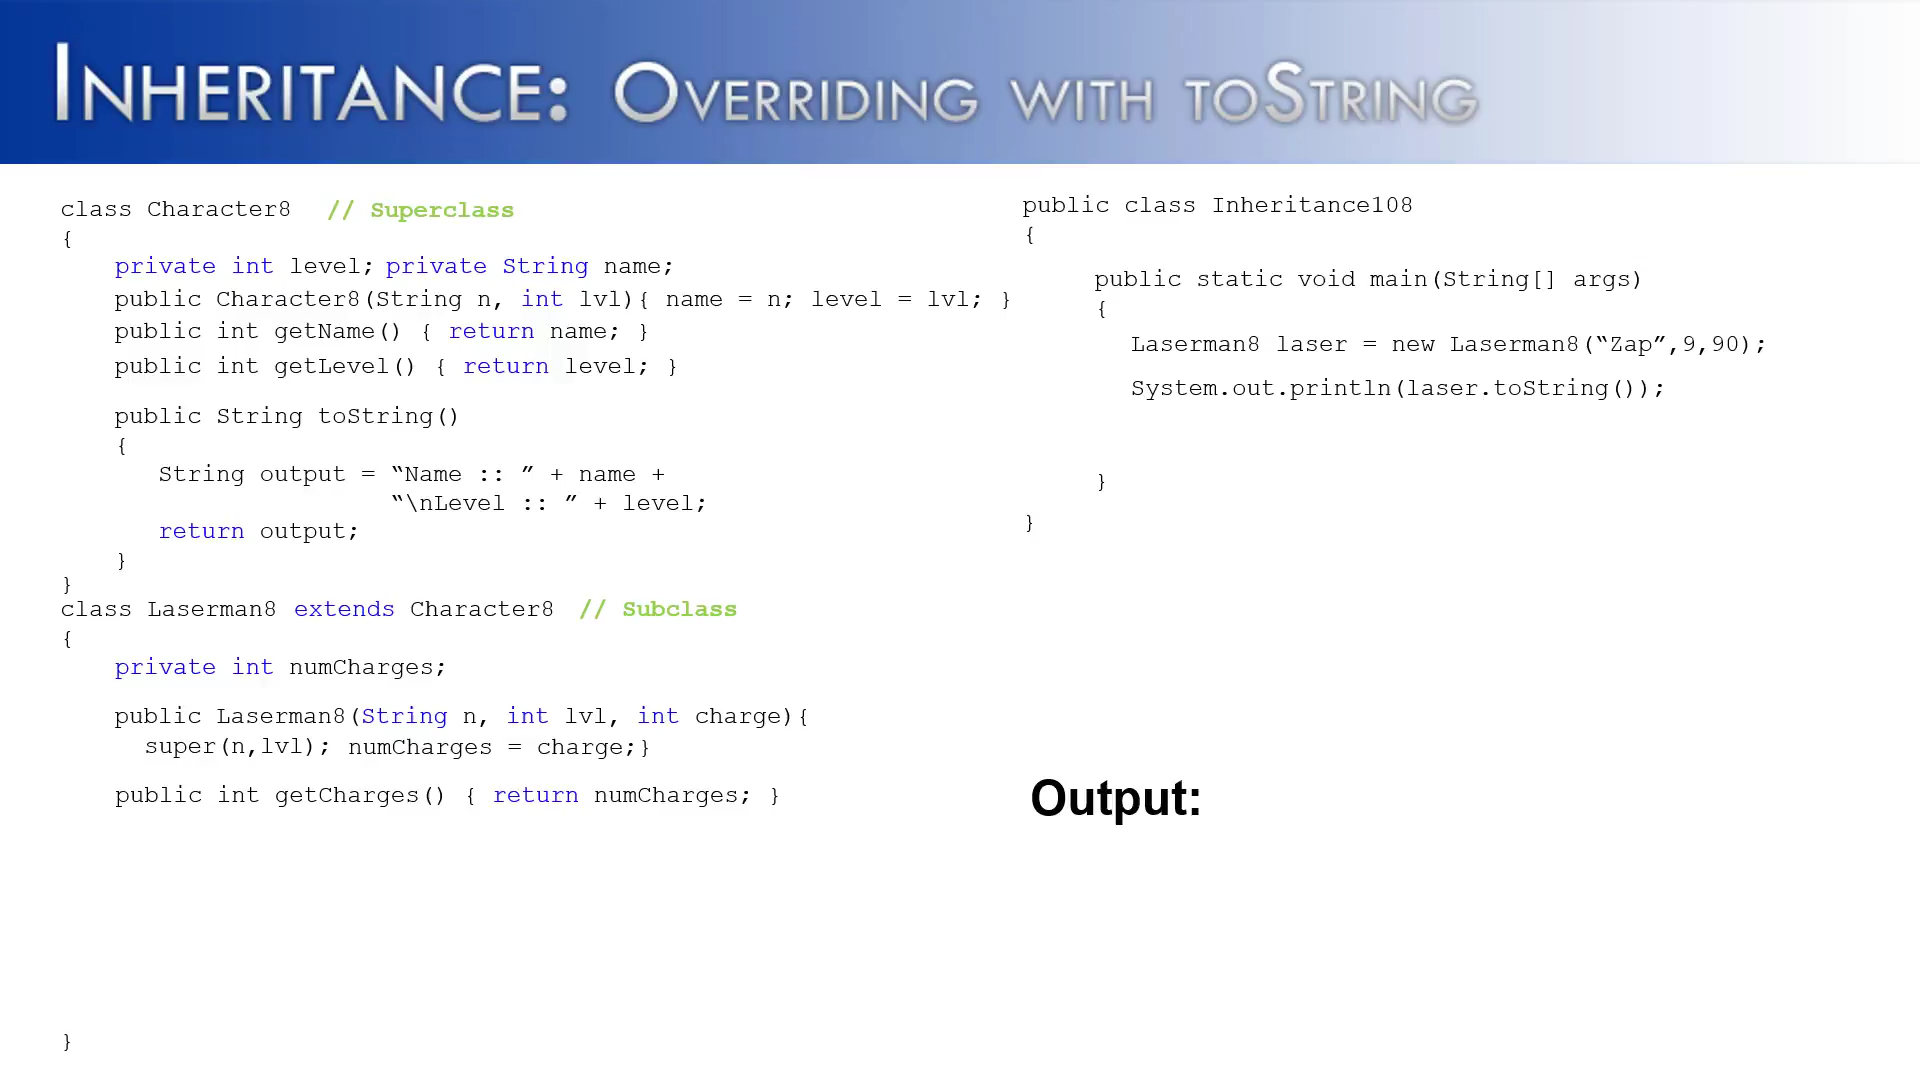 INHERITANCE: OVERRIDING WITH TOSTRING
class Character8 // Superclass
{
private int level; private String name;
public Character8(String n, int lvl){ name = n; level = lvl; }
public int getName() { return name; }
public int getLevel() { return level; }
public String toString()
{
String output = “Name :: ” + name +
“\nLevel :: ” + level;
return output;
}
}
class Laserman8 extends Character8 // Subclass
{
private int numCharges;
public Laserman8(String n, int lvl, int charge){
super(n,lvl); numCharges = charge;}
public int getCharges() { return numCharges; }
}
public class Inheritance108
{
public static void main(String[] args)
{
Laserman8 laser = new Laserman8(“Zap”,9,90);
System.out.println(laser.toString());
}
}
Output: